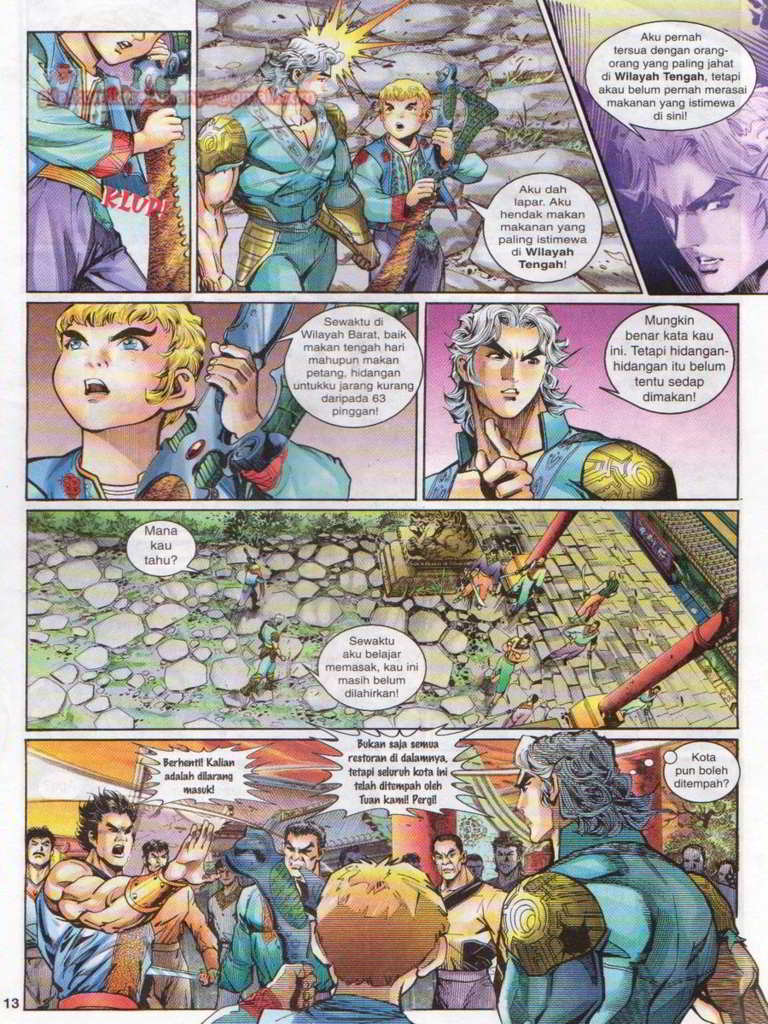 KLUP!
Aku dah
lapar. Aku
hendak makan
makanan yang
paling istimewa
di Wilayah
Tengah!
Aku pernah
tersua dengan orang-
orang yang paling jahat
di Wilayah Tengah, tetapi
akau belum pernah merasai
makanan yang istimewa
di sini!
Sewaktu di
Wilayah Barat, baik
makan tengah hari
mahupun makan
petang, hidangan
untukku jarang kurang
daripada 63
pinggan!
Mungkin
benar kata kau
ini. Tetapi hidangan-
hidangan itu belum
tentu sedap
dimakan!
Mana
kau
tahu?
Sewaktu
aku belajar
memasak, kau ini
masih belum
dilahirkan!
Berhenti! Kalian
adalah dilarang
masuk!
Bukan saja semua
restoran di dalamnya,
tetapi seluruh kota ini
telah ditempah oleh
Tuan kami! Pergi!
Kota
pun boleh
ditempah?
13